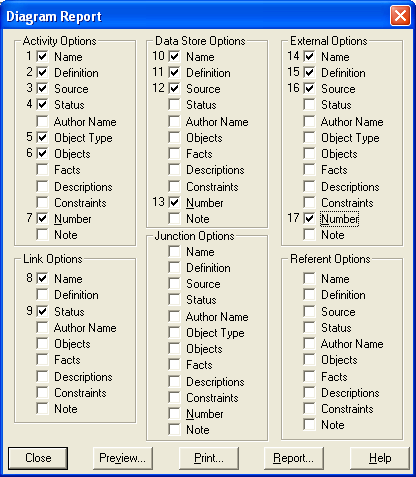 Diagram Report
Activity Options
1 Name
2 Definition
3 Source
4 Status
Author Name
5 Object Type
6 Objects
Facts
Descriptions
Constraints
7 Number
Note
Link Options
8 Name
Definition
9 Status
Author Name
Objects
Facts
Descriptions
Constraints
Note
Data Store Options
10 Name
11 Definition
12 Source
Status
Author Name
Objects
Facts
Descriptions
Constraints
13 Number
Note
Junction Options
Name
Definition
Source
Status
Author Name
Object Type
Objects
Facts
Descriptions
Constraints
Number
Note
External Options
14 Name
15 Definition
16 Source
Status
Author Name
Object Type
Objects
Facts
Descriptions
Constraints
17 Number
Note
Referent Options
Name
Definition
Source
Status
Author Name
Objects
Facts
Descriptions
Constraints
Note
Close Preview... Print... Report... Help